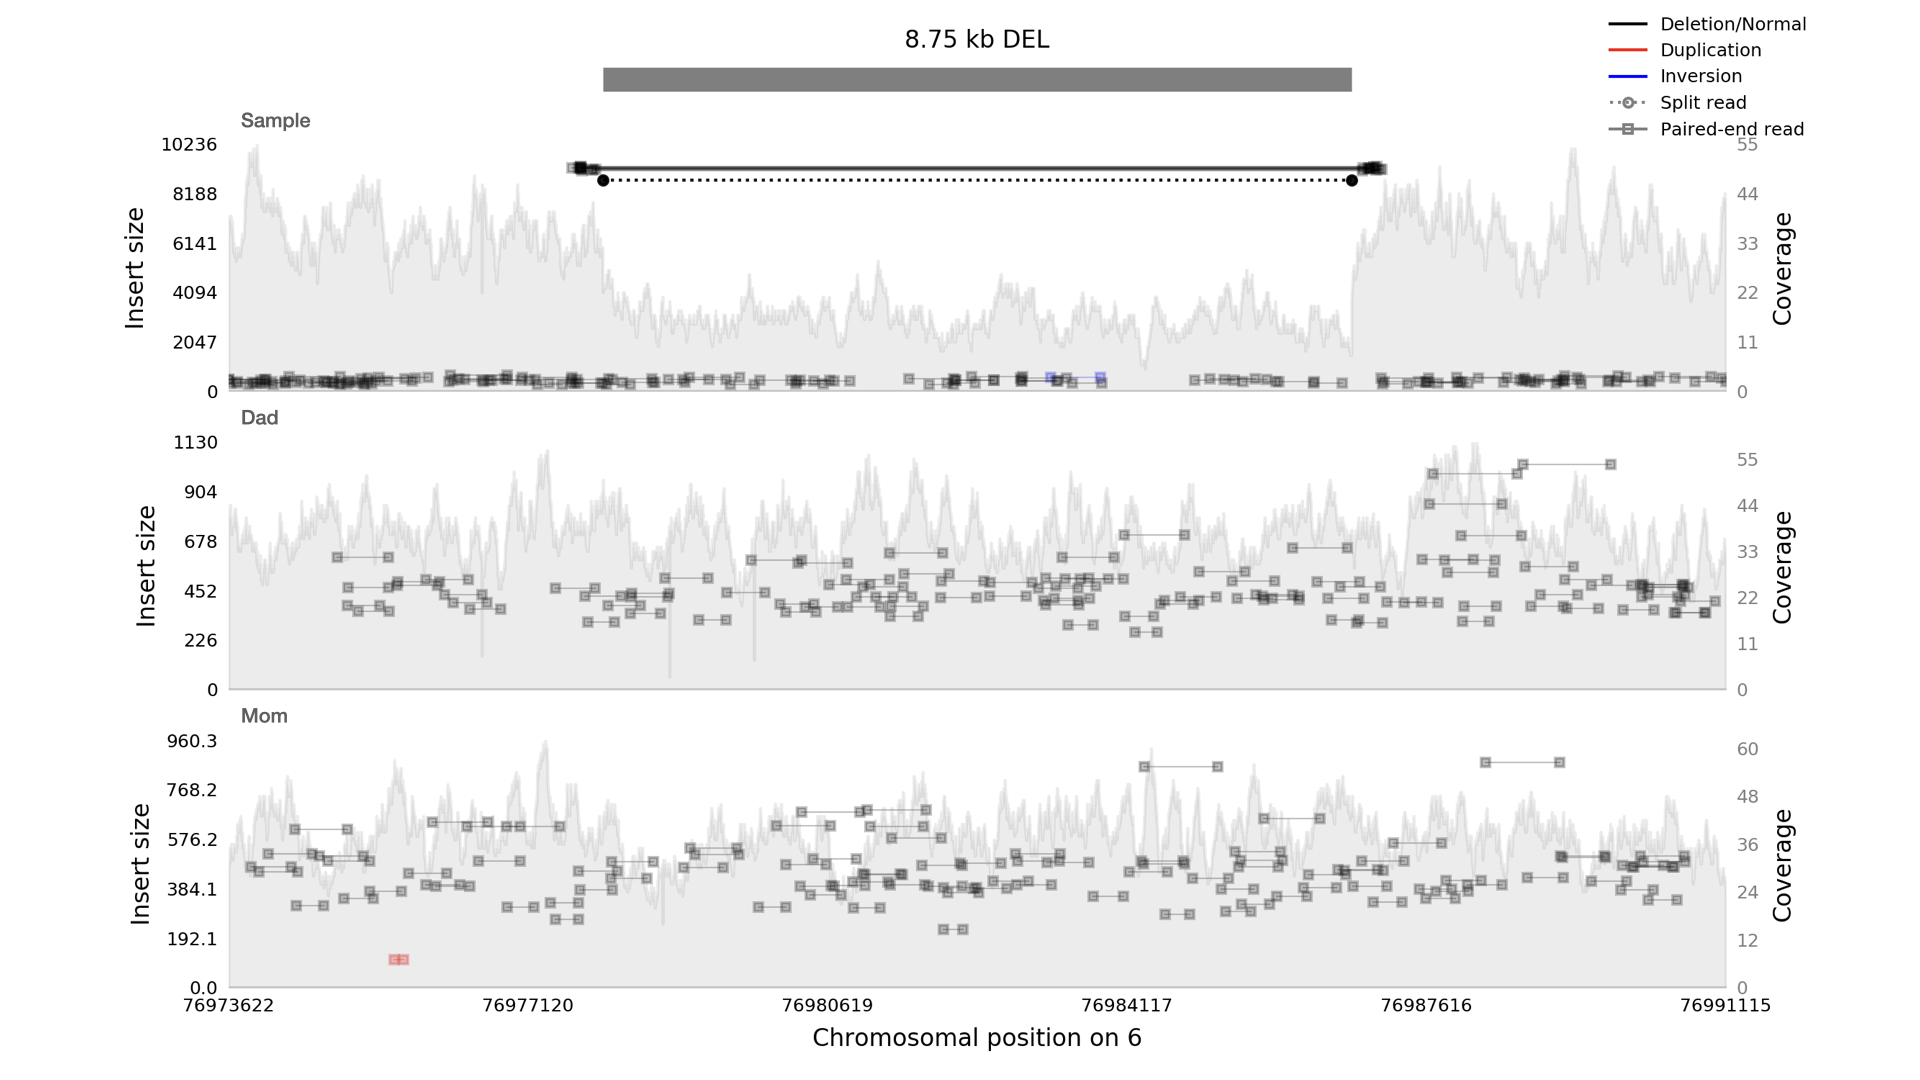 8.75 kb DEL
Deletion/Normal
Duplication
Inversion
Split read
Paired-end read
Sample
10236
8188
6141
4094
2047
0
Insert size
55
44
33
22
11
0
Coverage
Dad
1130
904
678
452
226
0
Insert size
55
44
33
22
11
0
Coverage
Mom
960.3
768.2
576.2
384.1
192.1
0.0
Insert size
60
48
36
24
12
0
Coverage
76973622 76977120 76980619 76984117 76987616 76991115
Chromosomal position on 6